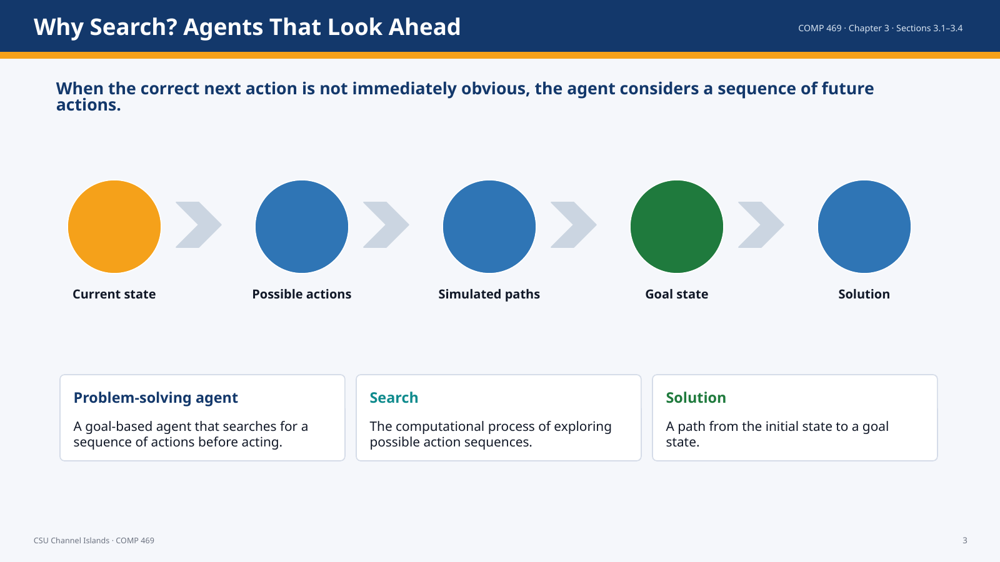 Why Search? Agents That Look Ahead
COMP 469 · Chapter 3 · Sections 3.1–3.4
When the correct next action is not immediately obvious, the agent considers a sequence of future
actions.
Current state
Possible actions
Simulated paths
Goal state
Solution
Problem-solving agent
A goal-based agent that searches for a
sequence of actions before acting.
Search
The computational process of exploring
possible action sequences.
Solution
A path from the initial state to a goal
state.
CSU Channel Islands · COMP 469
3